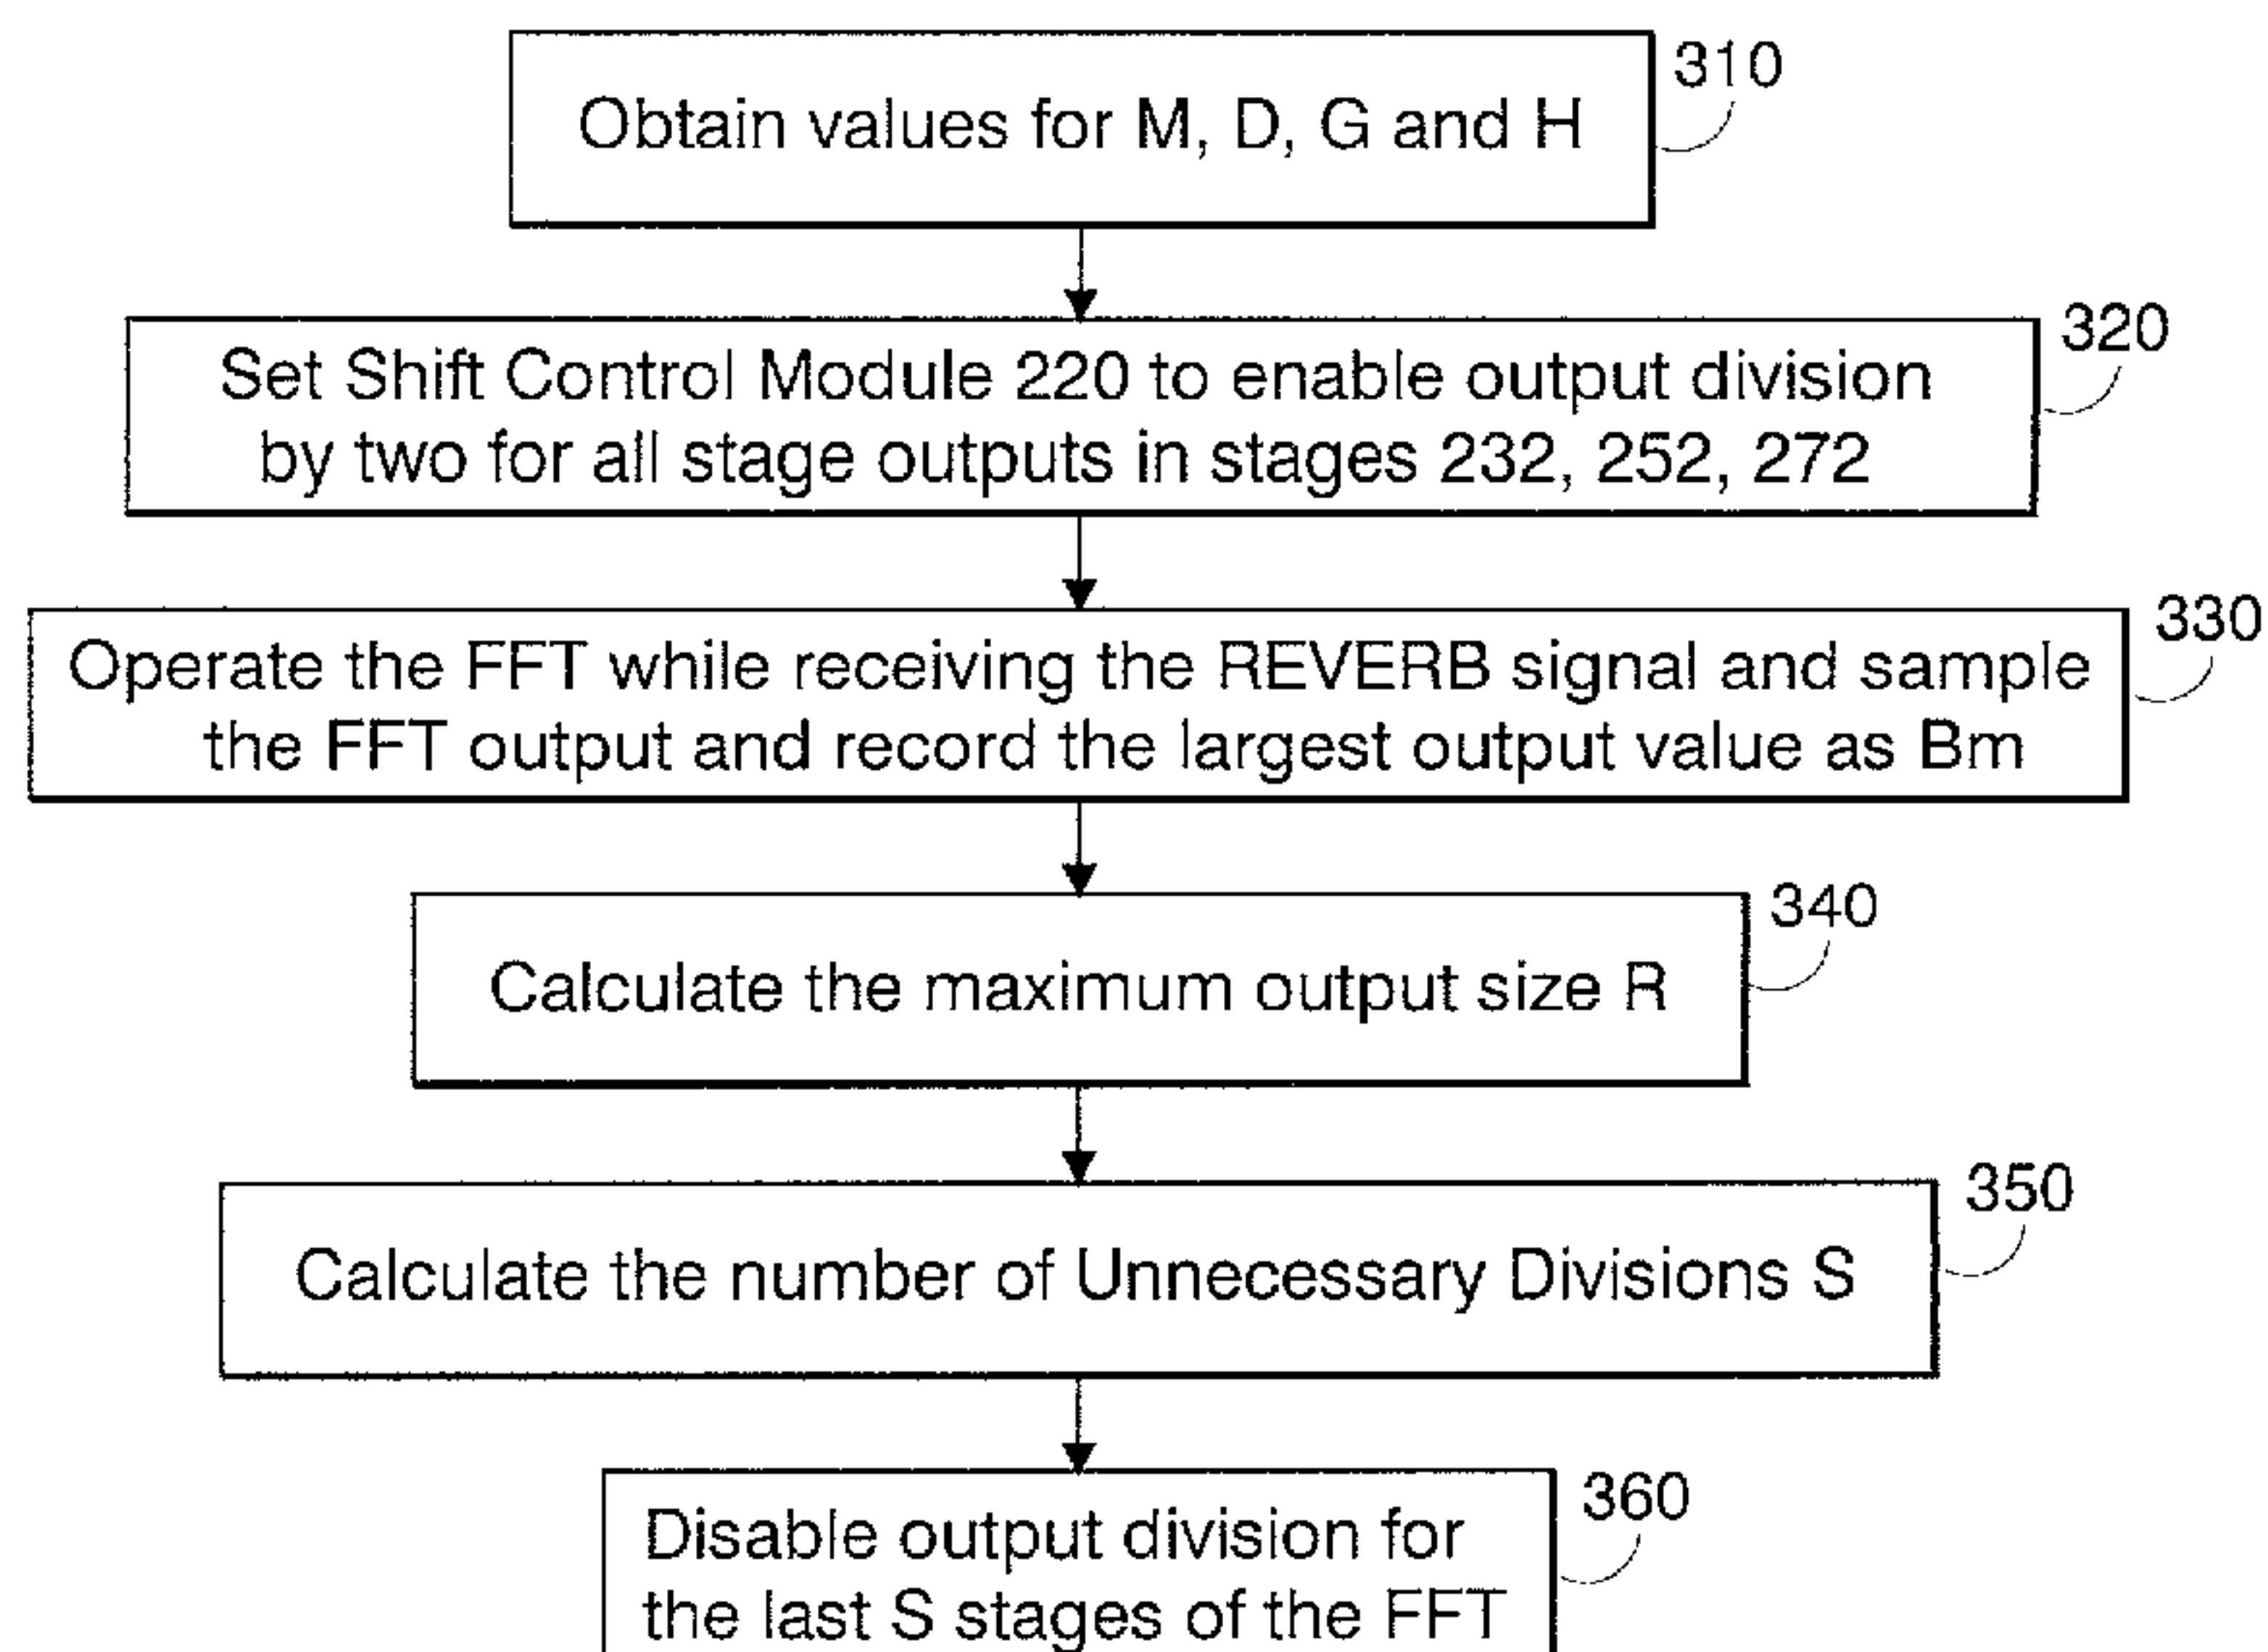 310
Obtain values for M, D, G and H
320
Set Shift Control Module 220 to enable output division
by two for all stage outputs in stages 232, 252, 272
330
Operate the FFT while receiving the REVERB signal and sample
the FFT output and record the largest output value as Bm
340
Calculate the maximum output size R
350
Calculate the number of Unnecessary Divisions S
360
Disable output division for
the last S stages of the FFT